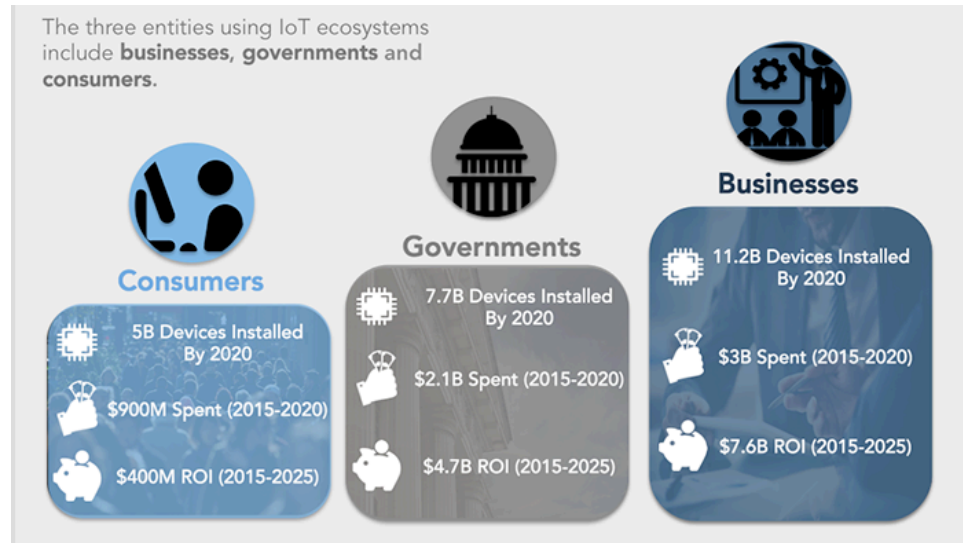 The three entities using IoT ecosystems
include businesses, governments and
consumers.
Consumers
5B Devices Installed
By 2020
$900M Spent (2015-2020)
$400M ROI (2015-2025)
Governments
7.7B Devices Installed
By 2020
$2.1B Spent (2015-2020)
$4.7B ROI (2015-2025)
Businesses
11.2B Devices Installed
By 2020
$3B Spent (2015-2020)
$7.6B ROI (2015-2025)